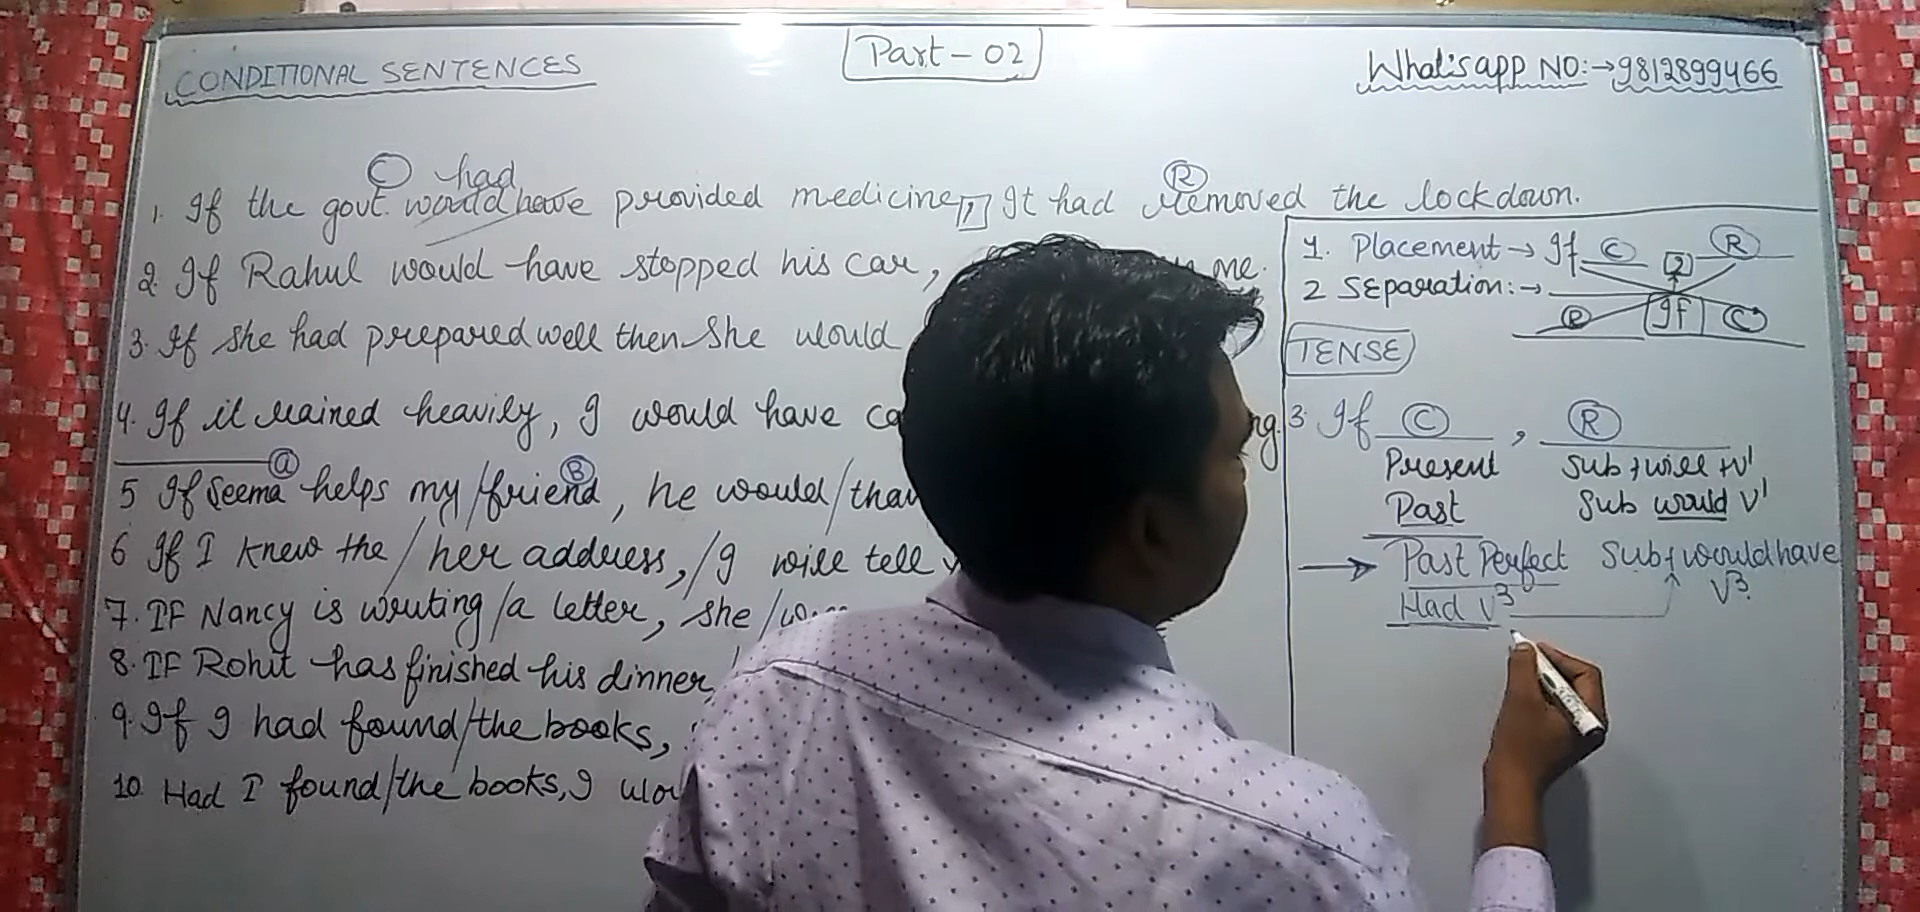 CONDITIONAL SENTENCES
Part - 02
Whatsapp NO:→9812899466
C had R
1. If the govt. would have provided medicine, It had removed the lockdown.
2. If Rahul would have stopped his car, me.
3. If she had prepared well then She would
4. If it rained heavily, I would have
a B
5 If Seema helps my/friend, he would/
6 If I knew the/her address,/I will tell
7. IF Nancy is writing/a letter, she/
8. IF Rohit has finished his dinner
9. If I had found/the books,
10. Had I found/the books, I
1. Placement → If C , R
2 Separation:→
R If C
TENSE
3. If C , R
Present Sub + will + V1
Past Sub would V1
→ Past Perfect Sub + would have
Had V3 V3.